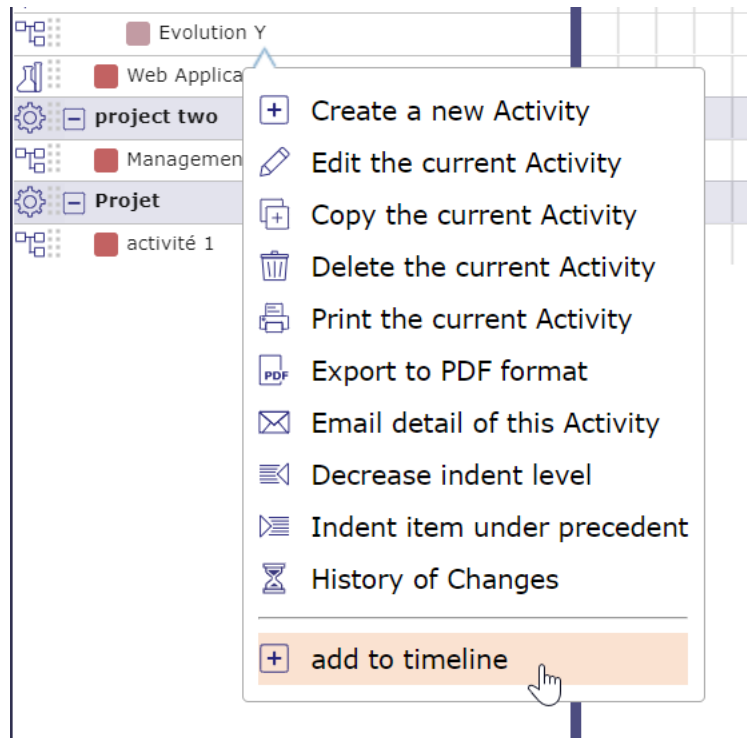 Evolution Y
Web Applica
project two
Managemen
Projet
activité 1
Create a new Activity
Edit the current Activity
Copy the current Activity
Delete the current Activity
Print the current Activity
PDF Export to PDF format
Email detail of this Activity
Decrease indent level
Indent item under precedent
History of Changes
add to timeline